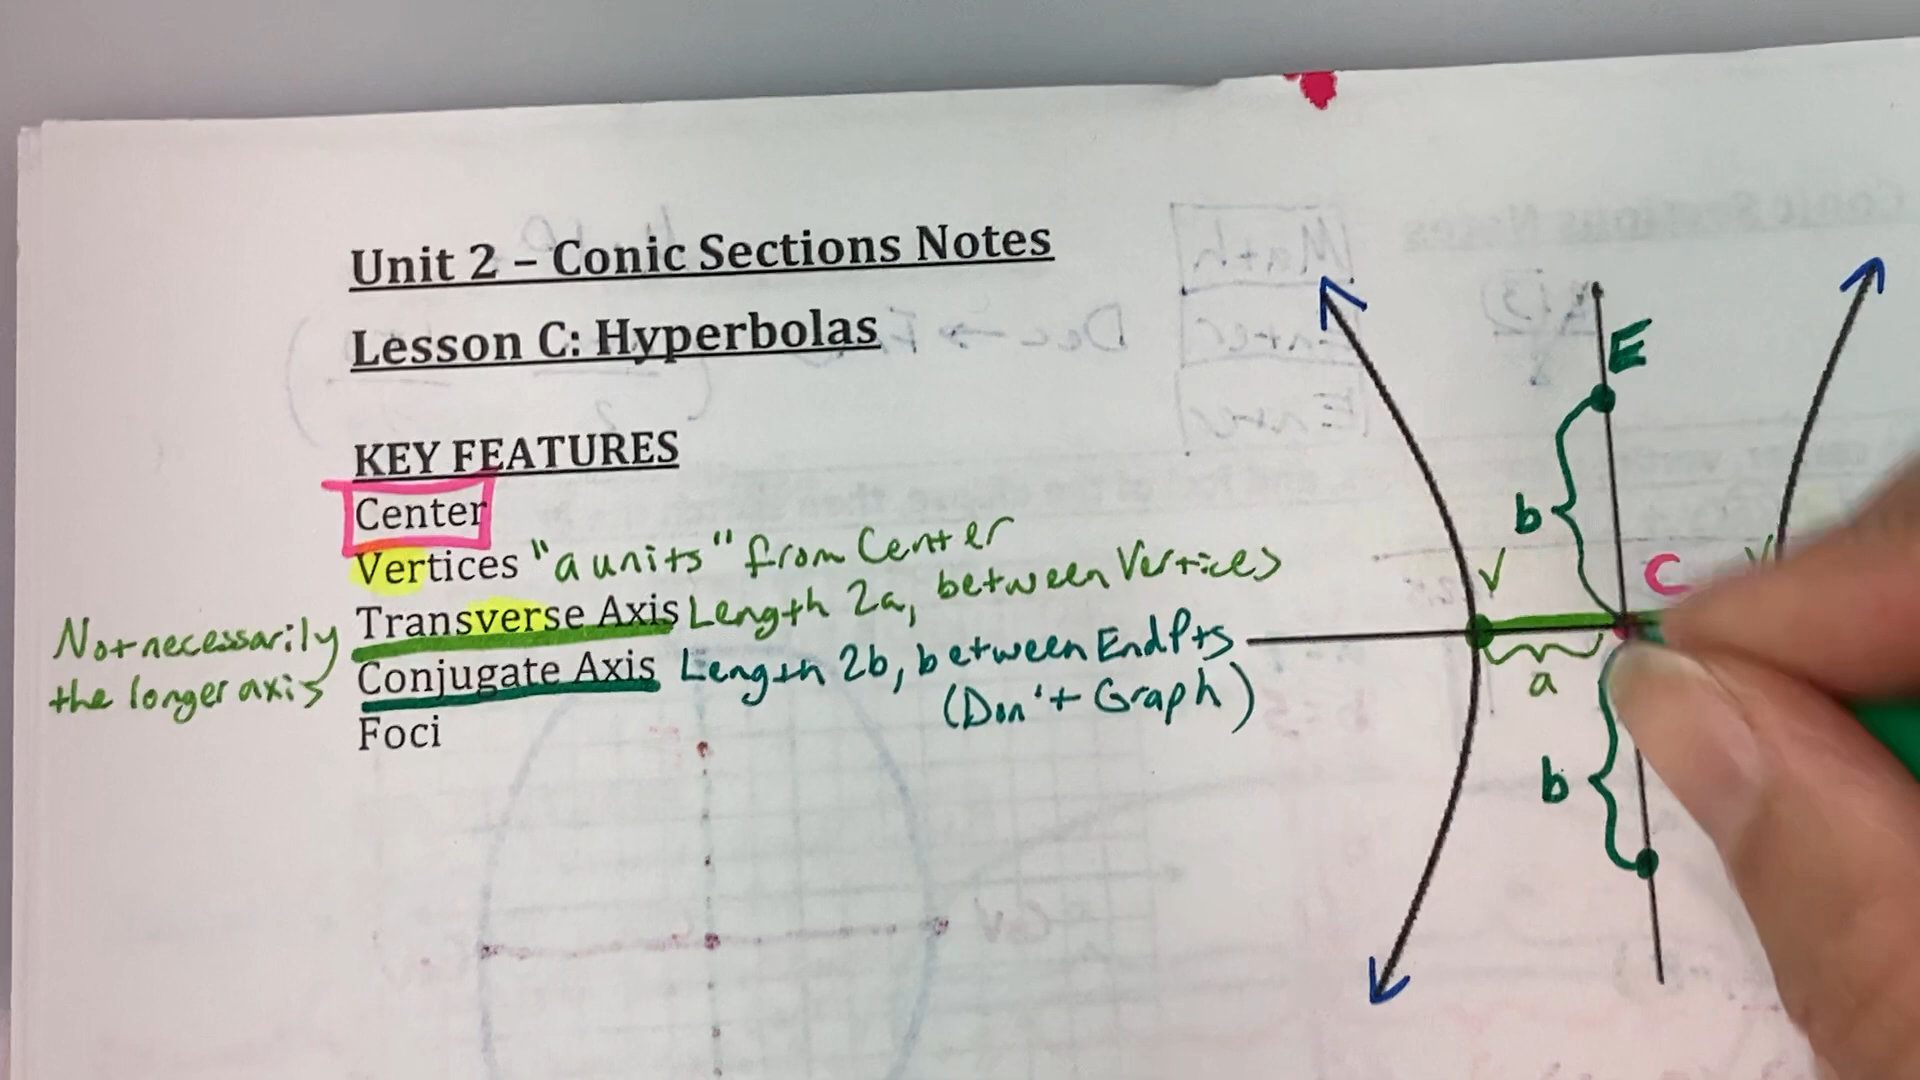 Unit 2 – Conic Sections Notes
Lesson C: Hyperbolas
KEY FEATURES
Center
Vertices "a units" from Center
Transverse Axis Length 2a, between Vertices
Not necessarily
the longer axis
Conjugate Axis Length 2b, between EndPts
(Don't Graph)
Foci
E
b
V
C
V
a
b